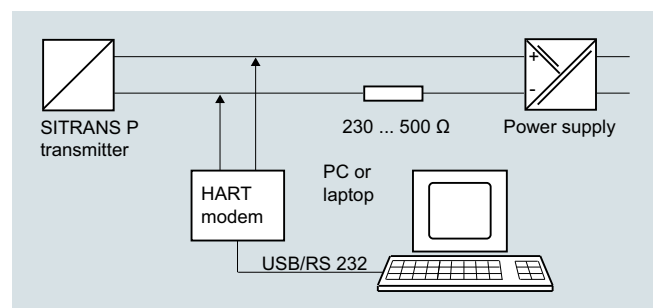 +
-
SITRANS P
transmitter
230 ... 500 Ω
Power supply
PC or
laptop
HART
modem
USB/RS 232